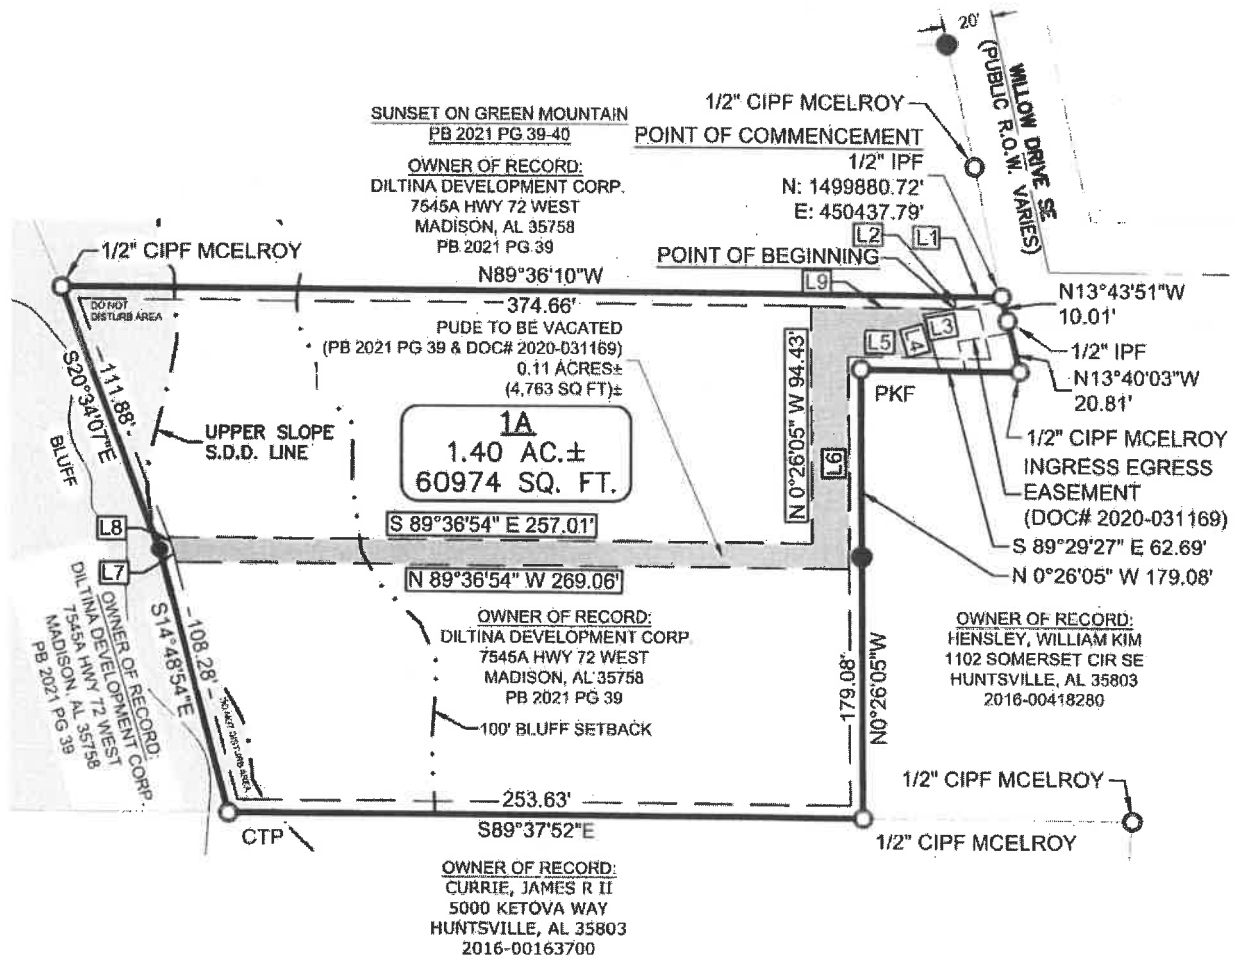 20'
WILLOW DRIVE SE
(PUBLIC R.O.W. VARIES)
1/2" CIPF MCELROY
SUNSET ON GREEN MOUNTAIN
PB 2021 PG 39-40
POINT OF COMMENCEMENT
1/2" IPF
N: 1499880.72'
E: 450437.79'
OWNER OF RECORD:
DILTINA DEVELOPMENT CORP.
7545A HWY 72 WEST
MADISON, AL 35758
PB 2021 PG 39
L2
L1
POINT OF BEGINNING
1/2" CIPF MCELROY
N89°36'10"W
374.66'
L9
N13°43'51"W
10.01'
DO NOT
DISTURB AREA
PUDE TO BE VACATED
(PB 2021 PG 39 & DOC# 2020-031169)
0.11 ACRES±
(4,763 SQ FT)±
L5
L4
L3
1/2" IPF
N13°40'03"W
20.81'
PKF
S20°34'07"E
111.88'
BLUFF
UPPER SLOPE
S.D.D. LINE
1A
1.40 AC.±
60974 SQ. FT.
N 0°26'05" W 94.43'
L6
1/2" CIPF MCELROY
INGRESS EGRESS
EASEMENT
(DOC# 2020-031169)
S 89°29'27" E 62.69'
N 0°26'05" W 179.08'
L8
S 89°36'54" E 257.01'
L7
N 89°36'54" W 269.06'
OWNER OF RECORD:
DILTINA DEVELOPMENT CORP.
7545A HWY 72 WEST
MADISON, AL 35758
PB 2021 PG 39
S14°48'54"E
108.28'
DO NOT DISTURB AREA
OWNER OF RECORD:
DILTINA DEVELOPMENT CORP.
7545A HWY 72 WEST
MADISON, AL 35758
PB 2021 PG 39
100' BLUFF SETBACK
179.08'
N0°26'05"W
OWNER OF RECORD:
HENSLEY, WILLIAM KIM
1102 SOMERSET CIR SE
HUNTSVILLE, AL 35803
2016-00418280
1/2" CIPF MCELROY
253.63'
S89°37'52"E
CTP
1/2" CIPF MCELROY
OWNER OF RECORD:
CURRIE, JAMES R II
5000 KETOVA WAY
HUNTSVILLE, AL 35803
2016-00163700